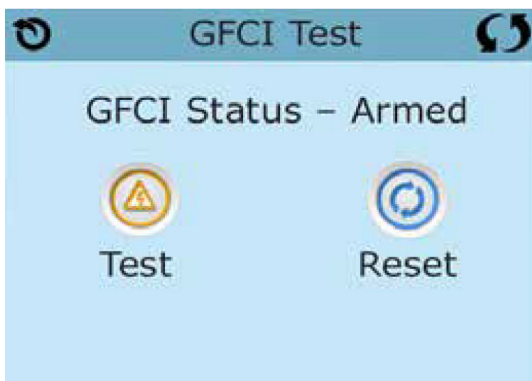 GFCI Test
GFCI Status – Armed
Test
Reset